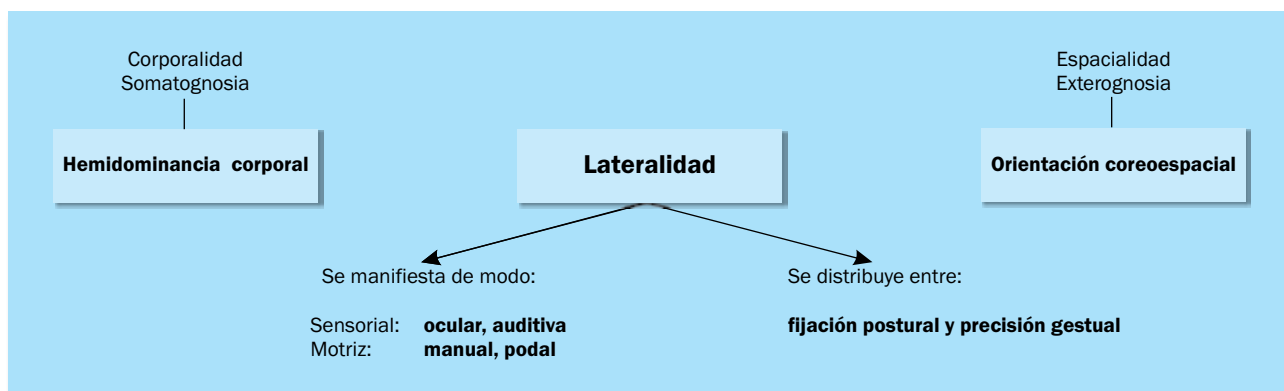 Corporalidad
Somatognosia
Espacialidad
Exterognosia
Hemidominancia corporal
Lateralidad
Orientación coreoespacial
Se manifiesta de modo:
Se distribuye entre:
Sensorial: ocular, auditiva
fijación postural y precisión gestual
Motriz: manual, podal